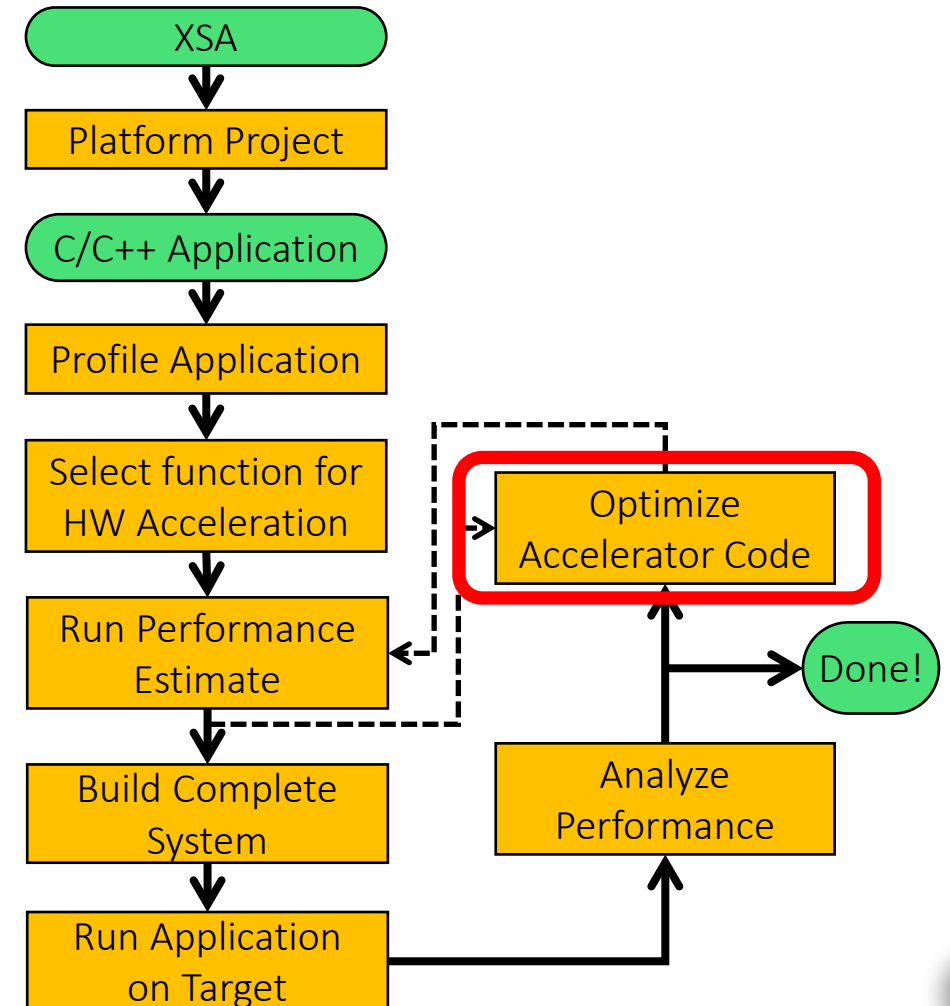 XSA
Platform Project
C/C++ Application
Profile Application
Select function for
HW Acceleration
Run Performance
Estimate
Build Complete
System
Run Application
on Target
Optimize
Accelerator Code
Done!
Analyze
Performance